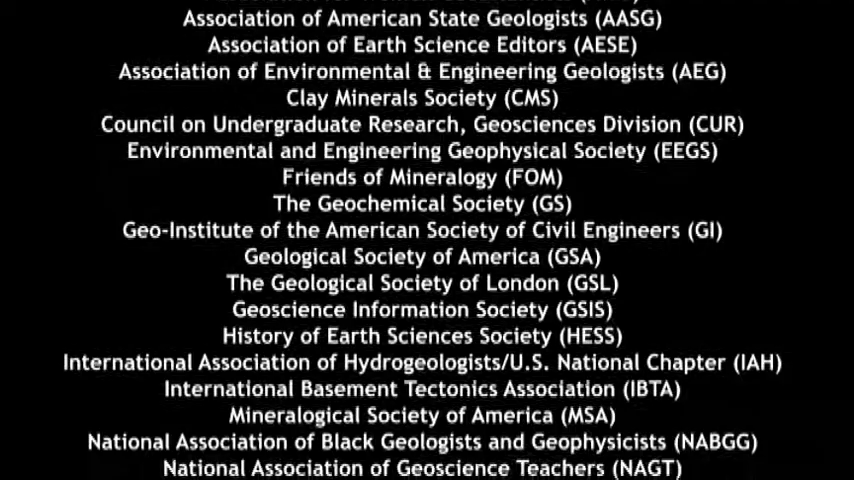 Association of American State Geologists (AASG)
Association of Earth Science Editors (AESE)
Association of Environmental & Engineering Geologists (AEG)
Clay Minerals Society (CMS)
Council on Undergraduate Research, Geosciences Division (CUR)
Environmental and Engineering Geophysical Society (EEGS)
Friends of Mineralogy (FOM)
The Geochemical Society (GS)
Geo-Institute of the American Society of Civil Engineers (GI)
Geological Society of America (GSA)
The Geological Society of London (GSL)
Geoscience Information Society (GSIS)
History of Earth Sciences Society (HESS)
International Association of Hydrogeologists/U.S. National Chapter (IAH)
International Basement Tectonics Association (IBTA)
Mineralogical Society of America (MSA)
National Association of Black Geologists and Geophysicists (NABGG)
National Association of Geoscience Teachers (NAGT)